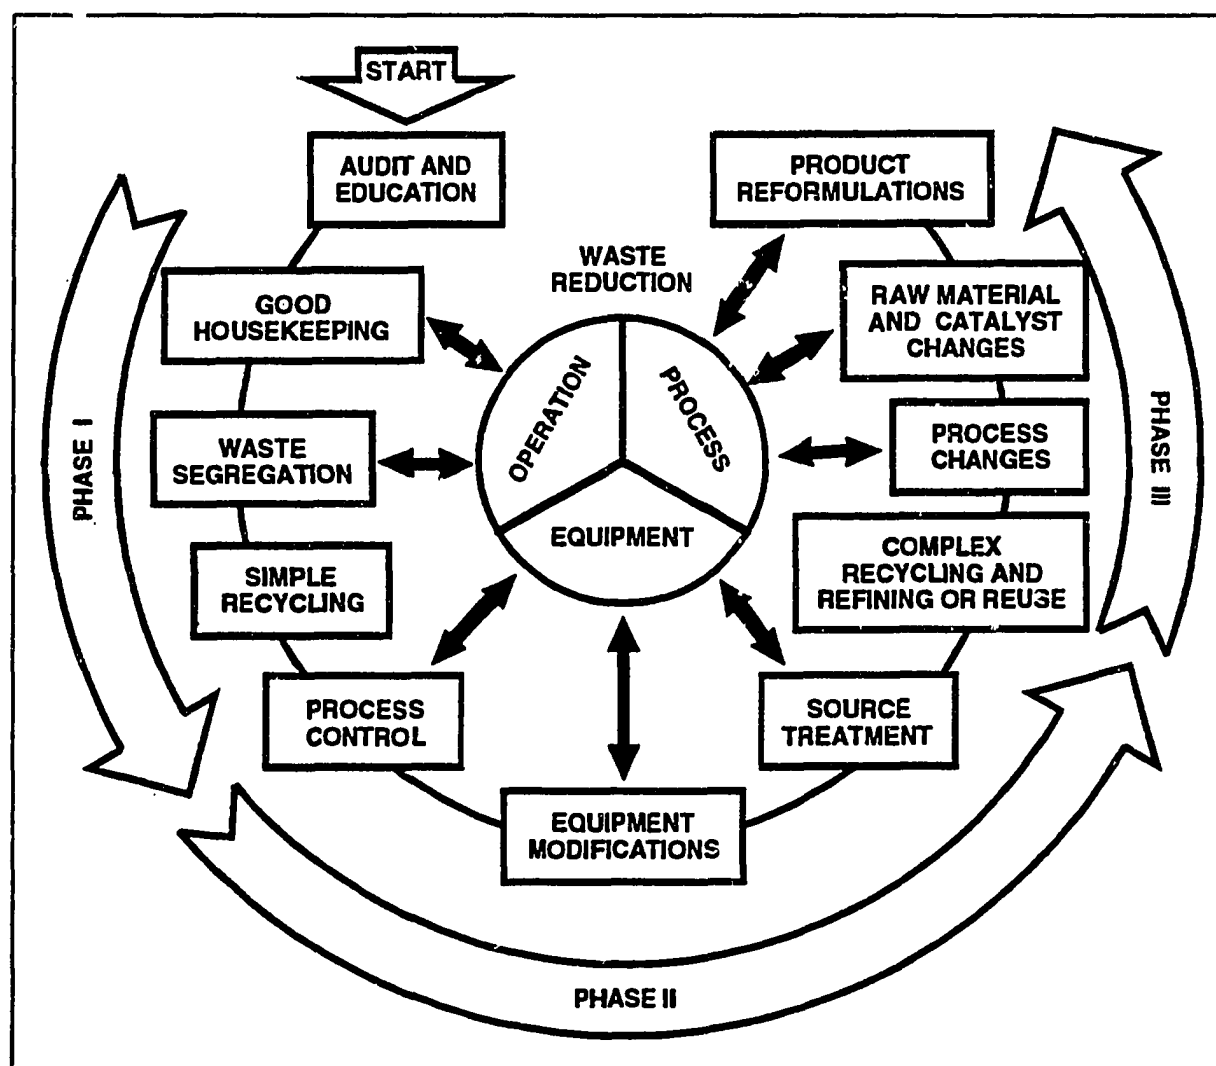 START
AUDIT AND
EDUCATION
GOOD
HOUSEKEEPING
WASTE
SEGREGATION
SIMPLE
RECYCLING
PROCESS
CONTROL
EQUIPMENT
MODIFICATIONS
SOURCE
TREATMENT
COMPLEX
RECYCLING AND
REFINING OR REUSE
PROCESS
CHANGES
RAW MATERIAL
AND CATALYST
CHANGES
PRODUCT
REFORMULATIONS
WASTE
REDUCTION
OPERATION
PROCESS
EQUIPMENT
PHASE I
PHASE II
PHASE III